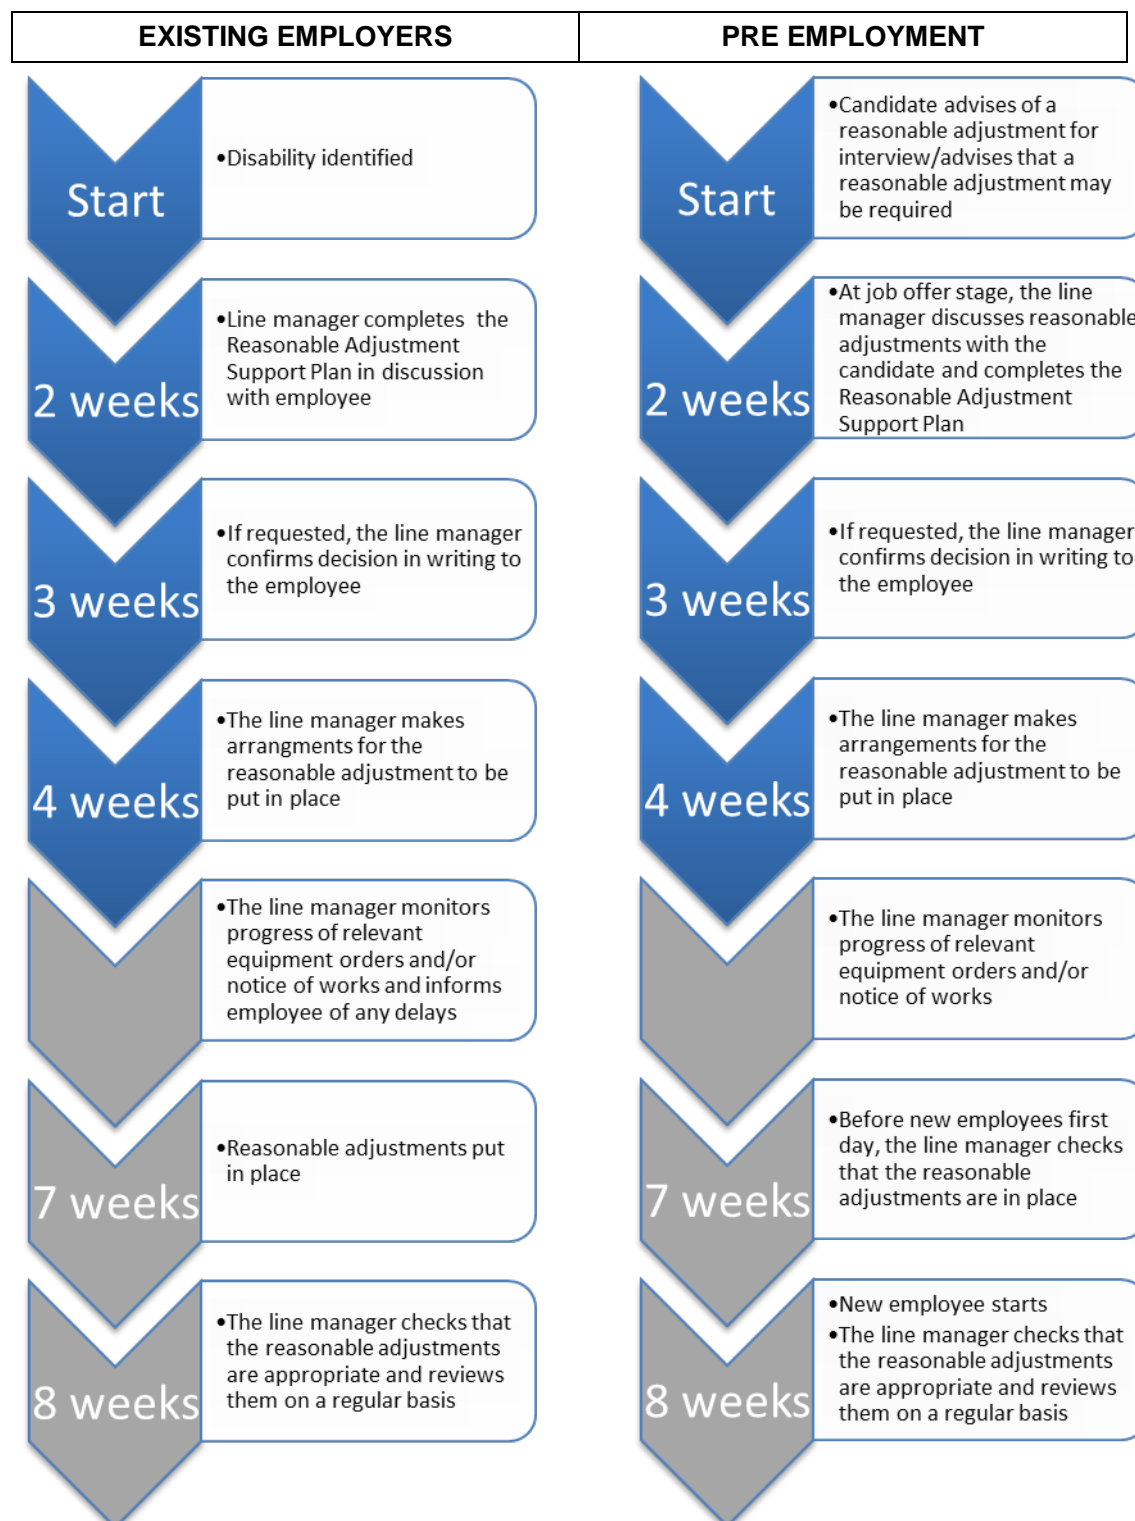 EXISTING EMPLOYERS
PRE EMPLOYMENT
Start
•Disability identified
2 weeks
•Line manager completes the
Reasonable Adjustment
Support Plan in discussion
with employee
3 weeks
•If requested, the line manager
confirms decision in writing to
the employee
4 weeks
•The line manager makes
arrangments for the
reasonable adjustment to be
put in place
•The line manager monitors
progress of relevant
equipment orders and/or
notice of works and informs
employee of any delays
7 weeks
•Reasonable adjustments put
in place
8 weeks
•The line manager checks that
the reasonable adjustments
are appropriate and reviews
them on a regular basis
Start
•Candidate advises of a
reasonable adjustment for
interview/advises that a
reasonable adjustment may
be required
2 weeks
•At job offer stage, the line
manager discusses reasonable
adjustments with the
candidate and completes the
Reasonable Adjustment
Support Plan
3 weeks
•If requested, the line manager
confirms decision in writing to
the employee
4 weeks
•The line manager makes
arrangements for the
reasonable adjustment to be
put in place
•The line manager monitors
progress of relevant
equipment orders and/or
notice of works
7 weeks
•Before new employees first
day, the line manager checks
that the reasonable
adjustments are in place
8 weeks
•New employee starts
•The line manager checks that
the reasonable adjustments
are appropriate and reviews
them on a regular basis